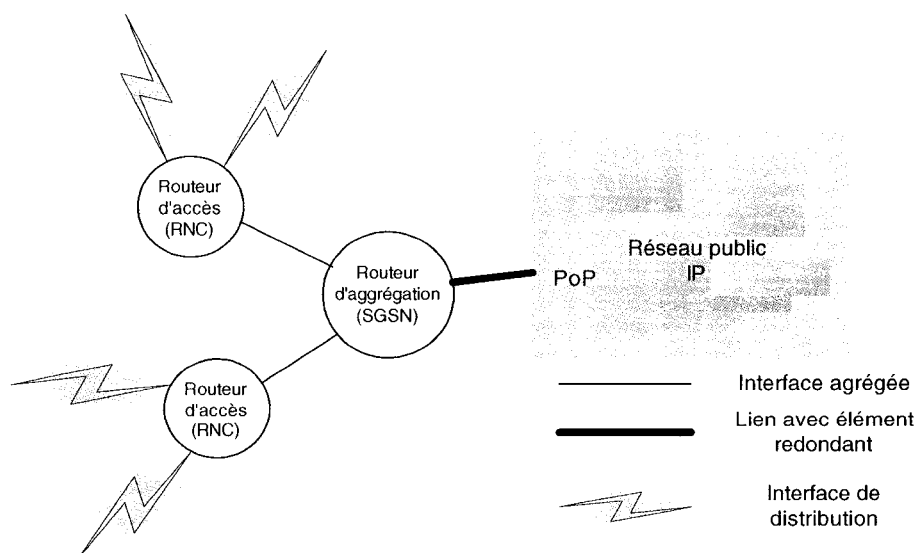 Routeur
d'accès
(RNC)
Routeur
d'aggrégation
(SGSN)
PoP
Réseau public
IP
Routeur
d'accès
(RNC)
Interface agrégée
Lien avec élément
redondant
Interface de
distribution